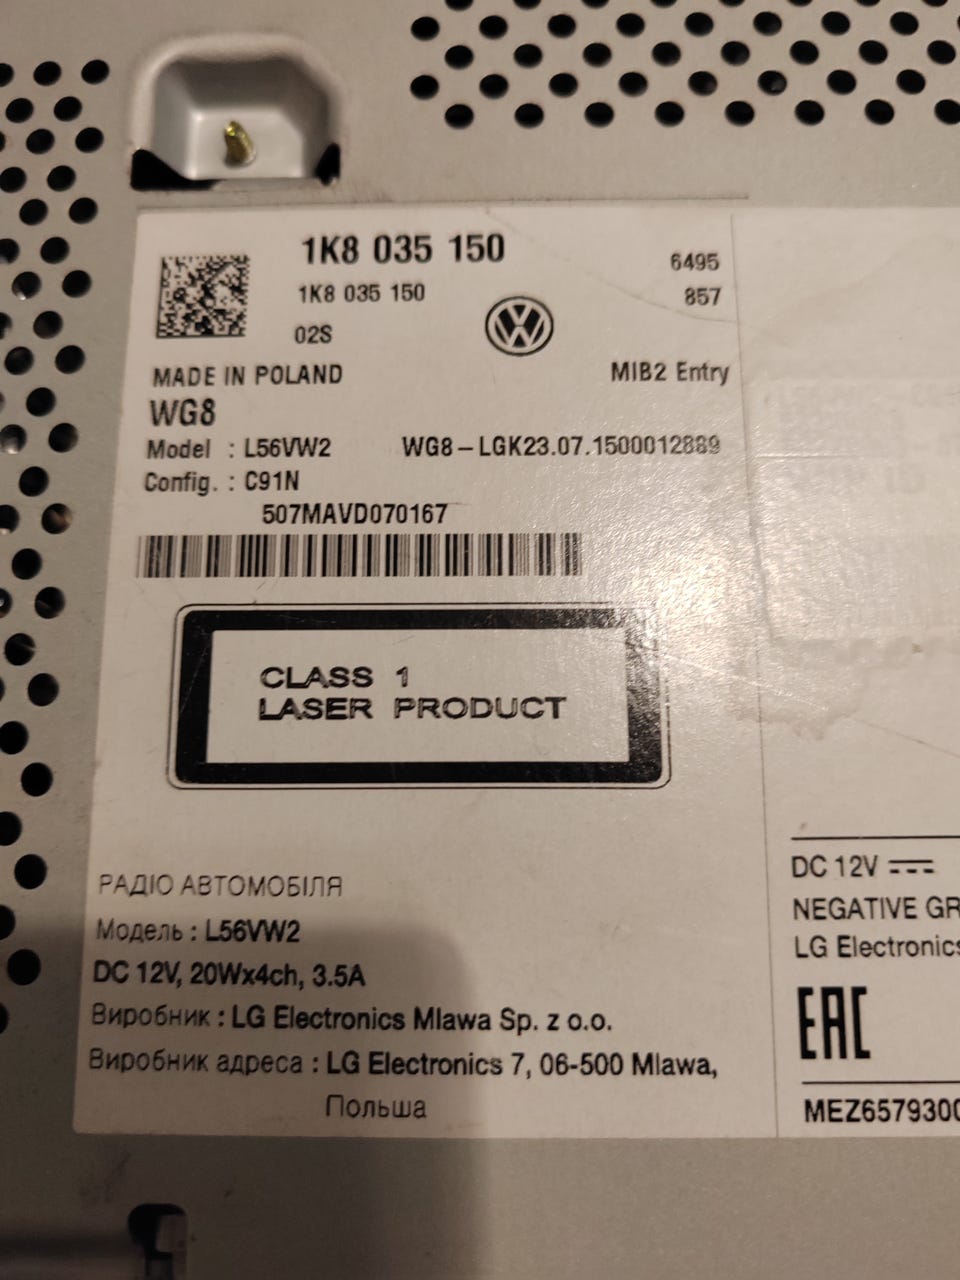 1K8 035 150
6495
1K8 035 150
857
02S
MADE IN POLAND
MIB2 Entry
WG8
Model : L56VW2 WG8-LGK23.07.1500012889
Config. : C91N
507MAVD070167
CLASS 1
LASER PRODUCT
РАДІО АВТОМОБІЛЯ
Модель : L56VW2
DC 12V, 20Wx4ch, 3.5A
Виробник : LG Electronics Mlawa Sp. z o.o.
Виробник адреса : LG Electronics 7, 06-500 Mlawa,
Польша
DC 12V
NEGATIVE GR
LG Electronics
EAC
MEZ6579300